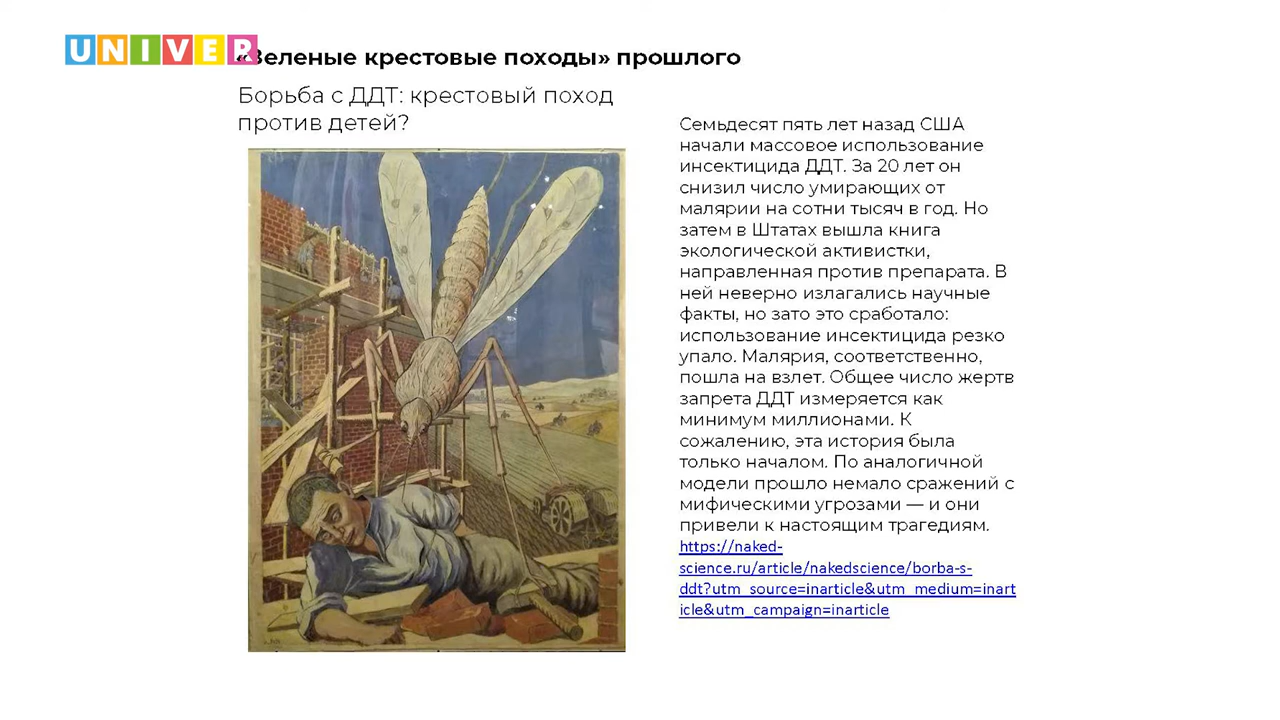 UNIVER
«Зеленые крестовые походы» прошлого
Борьба с ДДТ: крестовый поход
против детей?
Семьдесят пять лет назад США
начали массовое использование
инсектицида ДДТ. За 20 лет он
снизил число умирающих от
малярии на сотни тысяч в год. Но
затем в Штатах вышла книга
экологической активистки,
направленная против препарата. В
ней неверно излагались научные
факты, но зато это сработало:
использование инсектицида резко
упало. Малярия, соответственно,
пошла на взлет. Общее число жертв
запрета ДДТ измеряется как
минимум миллионами. К
сожалению, эта история была
только началом. По аналогичной
модели прошло немало сражений с
мифическими угрозами — и они
привели к настоящим трагедиям.
https://naked-
science.ru/article/nakedscience/borba-s-
ddt?utm_source=inarticle&utm_medium=inart
icle&utm_campaign=inarticle